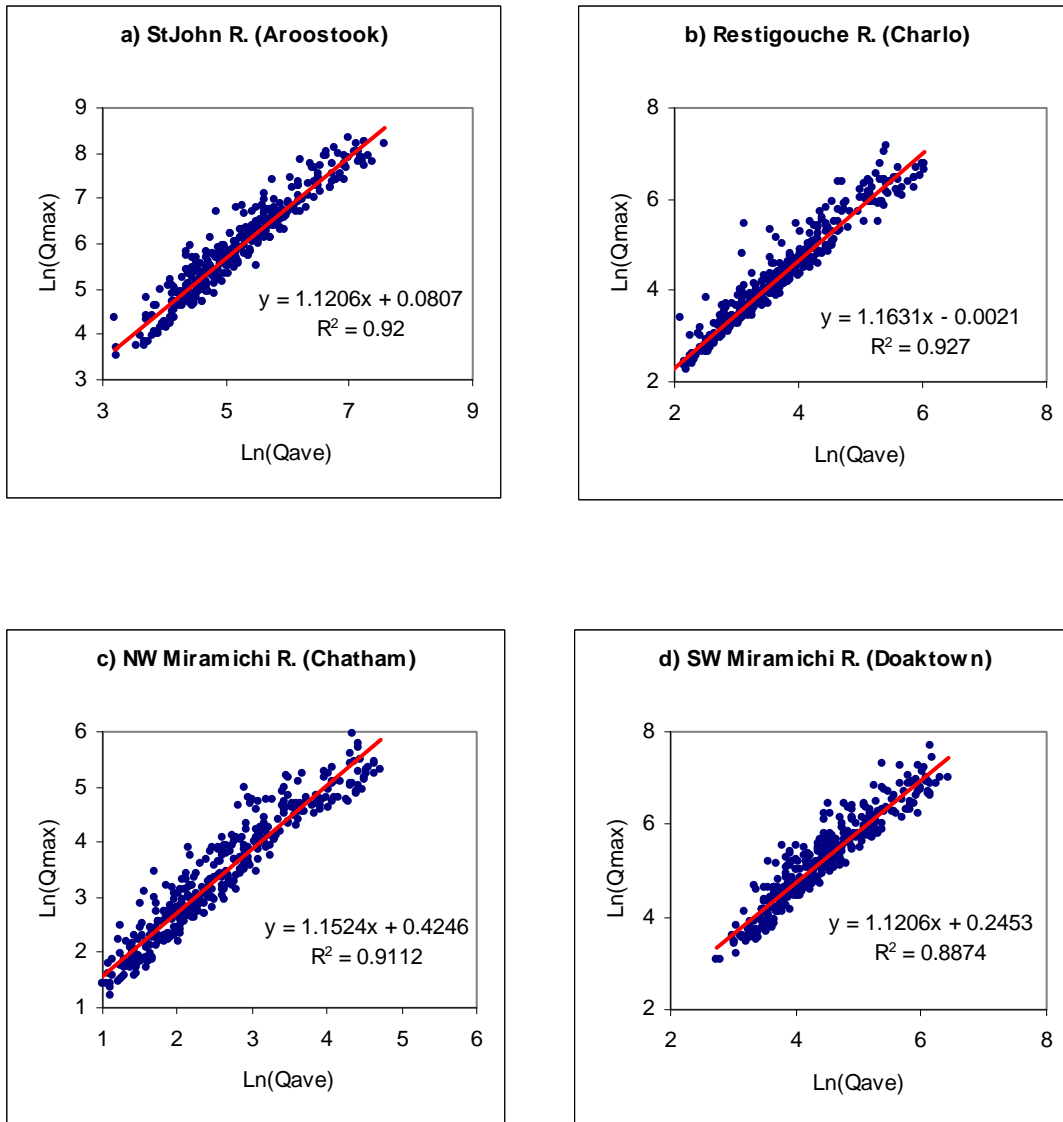 a) StJohn R. (Aroostook)
9
8
7
6
5
4
3
Ln(Qmax)
y = 1.1206x + 0.0807
R² = 0.92
3 5 7 9
Ln(Qave)
b) Restigouche R. (Charlo)
8
6
4
2
Ln(Qmax)
y = 1.1631x - 0.0021
R² = 0.927
2 4 6 8
Ln(Qave)
c) NW Miramichi R. (Chatham)
6
5
4
3
2
1
Ln(Qmax)
y = 1.1524x + 0.4246
R² = 0.9112
1 2 3 4 5 6
Ln(Qave)
d) SW Miramichi R. (Doaktown)
8
6
4
2
Ln(Qmax)
y = 1.1206x + 0.2453
R² = 0.8874
2 4 6 8
Ln(Qave)